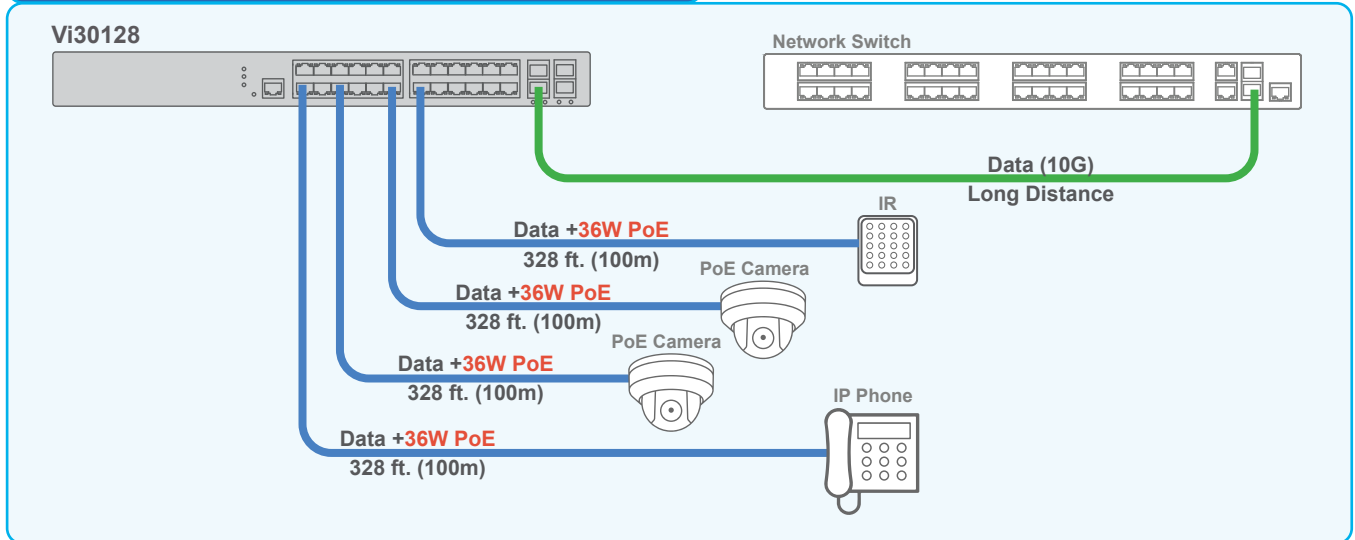 Vi30128
Network Switch
Data (10G)
Long Distance
IR
Data +36W PoE
328 ft. (100m)
PoE Camera
Data +36W PoE
328 ft. (100m)
PoE Camera
Data +36W PoE
328 ft. (100m)
IP Phone
Data +36W PoE
328 ft. (100m)